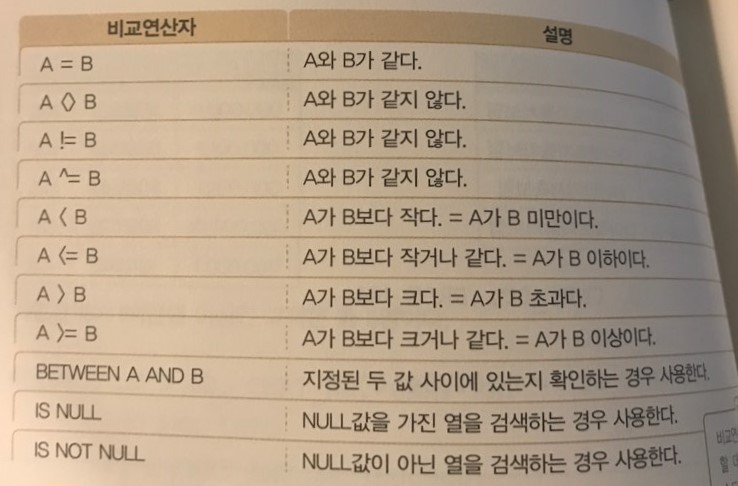 비교연산자 설명
A = B A와 B가 같다.
A <> B A와 B가 같지 않다.
A != B A와 B가 같지 않다.
A ^= B A와 B가 같지 않다.
A < B A가 B보다 작다. = A가 B 미만이다.
A <= B A가 B보다 작거나 같다. = A가 B 이하이다.
A > B A가 B보다 크다. = A가 B 초과다.
A >= B A가 B보다 크거나 같다. = A가 B 이상이다.
BETWEEN A AND B 지정된 두 값 사이에 있는지 확인하는 경우 사용한다.
IS NULL NULL값을 가진 열을 검색하는 경우 사용한다.
IS NOT NULL NULL값이 아닌 열을 검색하는 경우 사용한다.